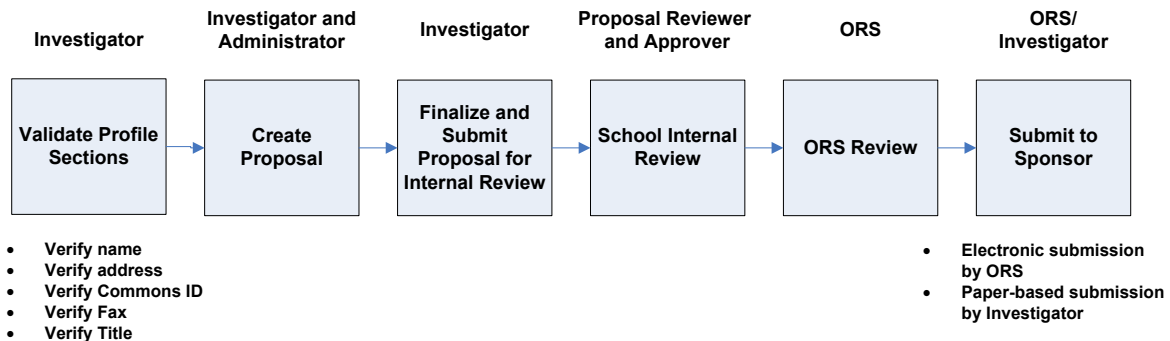 Investigator
Investigator and
Administrator
Investigator
Proposal Reviewer
and Approver
ORS
ORS/
Investigator
Validate Profile
Sections
Create
Proposal
Finalize and
Submit
Proposal for
Internal Review
School Internal
Review
ORS Review
Submit to
Sponsor
• Verify name
• Verify address
• Verify Commons ID
• Verify Fax
• Verify Title
• Electronic submission
by ORS
• Paper-based submission
by Investigator